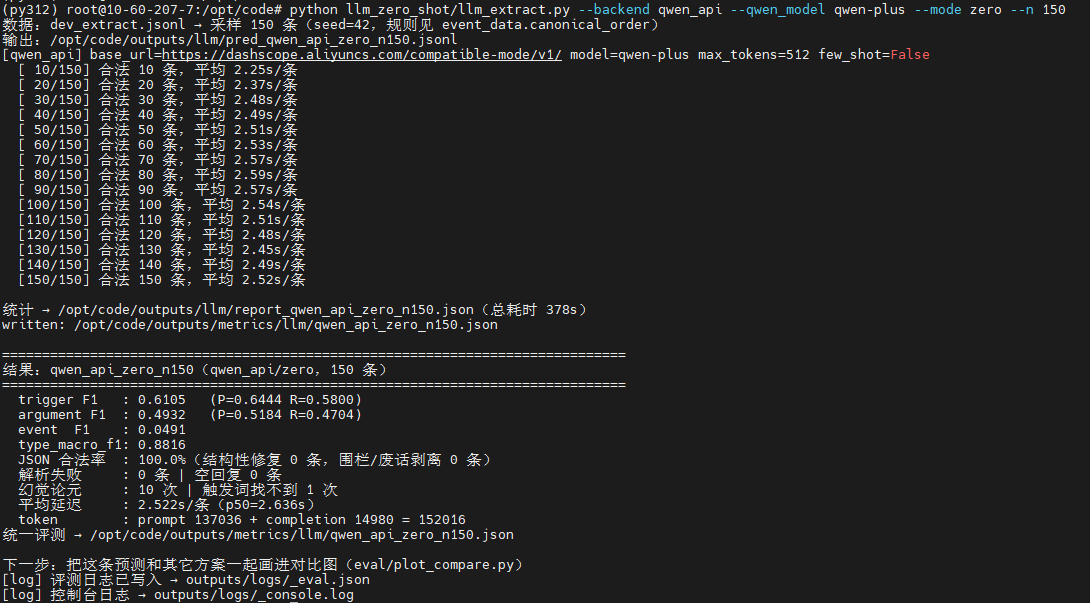 (py312) root@10-60-207-7:/opt/code# python llm_zero_shot/llm_extract.py --backend qwen_api --qwen_model qwen-plus --mode zero --n 150
数据: dev_extract.jsonl → 采样 150 条（seed=42，规则见 event_data.canonical_order）
输出: /opt/code/outputs/llm/pred_qwen_api_zero_n150.jsonl
[qwen_api] base_url=https://dashscope.aliyuncs.com/compatible-mode/v1/ model=qwen-plus max_tokens=512 few_shot=False
[ 10/150] 合法 10 条，平均 2.25s/条
[ 20/150] 合法 20 条，平均 2.37s/条
[ 30/150] 合法 30 条，平均 2.48s/条
[ 40/150] 合法 40 条，平均 2.49s/条
[ 50/150] 合法 50 条，平均 2.51s/条
[ 60/150] 合法 60 条，平均 2.53s/条
[ 70/150] 合法 70 条，平均 2.57s/条
[ 80/150] 合法 80 条，平均 2.59s/条
[ 90/150] 合法 90 条，平均 2.57s/条
[100/150] 合法 100 条，平均 2.54s/条
[110/150] 合法 110 条，平均 2.51s/条
[120/150] 合法 120 条，平均 2.48s/条
[130/150] 合法 130 条，平均 2.45s/条
[140/150] 合法 140 条，平均 2.49s/条
[150/150] 合法 150 条，平均 2.52s/条
统计 → /opt/code/outputs/llm/report_qwen_api_zero_n150.json（总耗时 378s）
written: /opt/code/outputs/metrics/llm/qwen_api_zero_n150.json
==============================================================================
结果: qwen_api_zero_n150（qwen_api/zero，150 条）
==============================================================================
trigger F1 : 0.6105 (P=0.6444 R=0.5800)
argument F1 : 0.4932 (P=0.5184 R=0.4704)
event F1 : 0.0491
type_macro_f1: 0.8816
JSON 合法率 : 100.0%（结构性修复 0 条，围栏/废话剥离 0 条）
解析失败 : 0 条 | 空回复 0 条
幻觉论元 : 10 次 | 触发词找不到 1 次
平均延迟 : 2.522s/条（p50=2.636s）
token : prompt 137036 + completion 14980 = 152016
统一评测 → /opt/code/outputs/metrics/llm/qwen_api_zero_n150.json
下一步: 把这条预测和其它方案一起画进对比图（eval/plot_compare.py）
[log] 评测日志已写入 → outputs/logs/_eval.json
[log] 控制台日志 → outputs/logs/_console.log